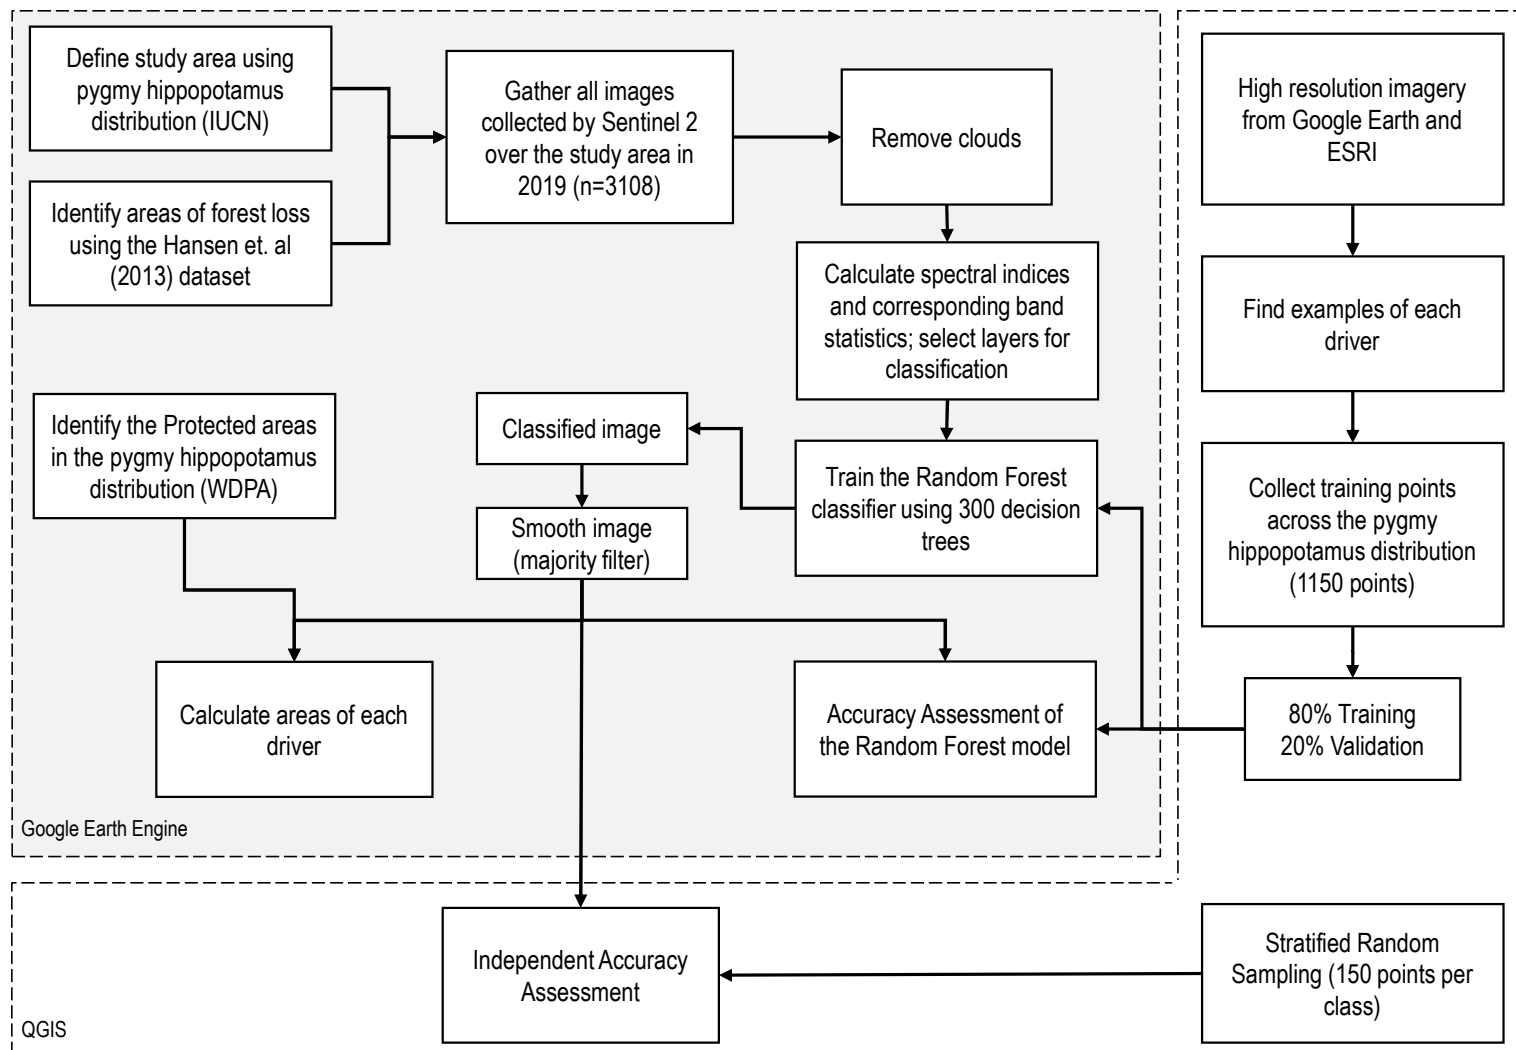 Define study area using
pygmy hippopotamus
distribution (IUCN)
Identify areas of forest loss
using the Hansen et. al
(2013) dataset
Gather all images
collected by Sentinel 2
over the study area in
2019 (n=3108)
Remove clouds
Calculate spectral indices
and corresponding band
statistics; select layers for
classification
Train the Random Forest
classifier using 300 decision
trees
Classified image
Smooth image
(majority filter)
Identify the Protected areas
in the pygmy hippopotamus
distribution (WDPA)
Calculate areas of each
driver
Accuracy Assessment of
the Random Forest model
Google Earth Engine
High resolution imagery
from Google Earth and
ESRI
Find examples of each
driver
Collect training points
across the pygmy
hippopotamus distribution
(1150 points)
80% Training
20% Validation
Independent Accuracy
Assessment
Stratified Random
Sampling (150 points per
class)
QGIS